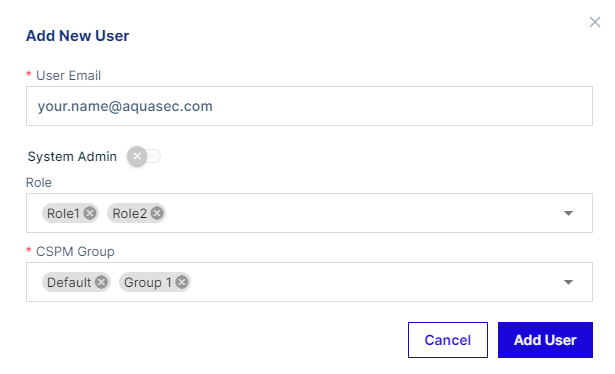 Add New User
* User Email
your.name@aquasec.com
System Admin
Role
Role1 Role2
* CSPM Group
Default Group 1
Cancel Add User